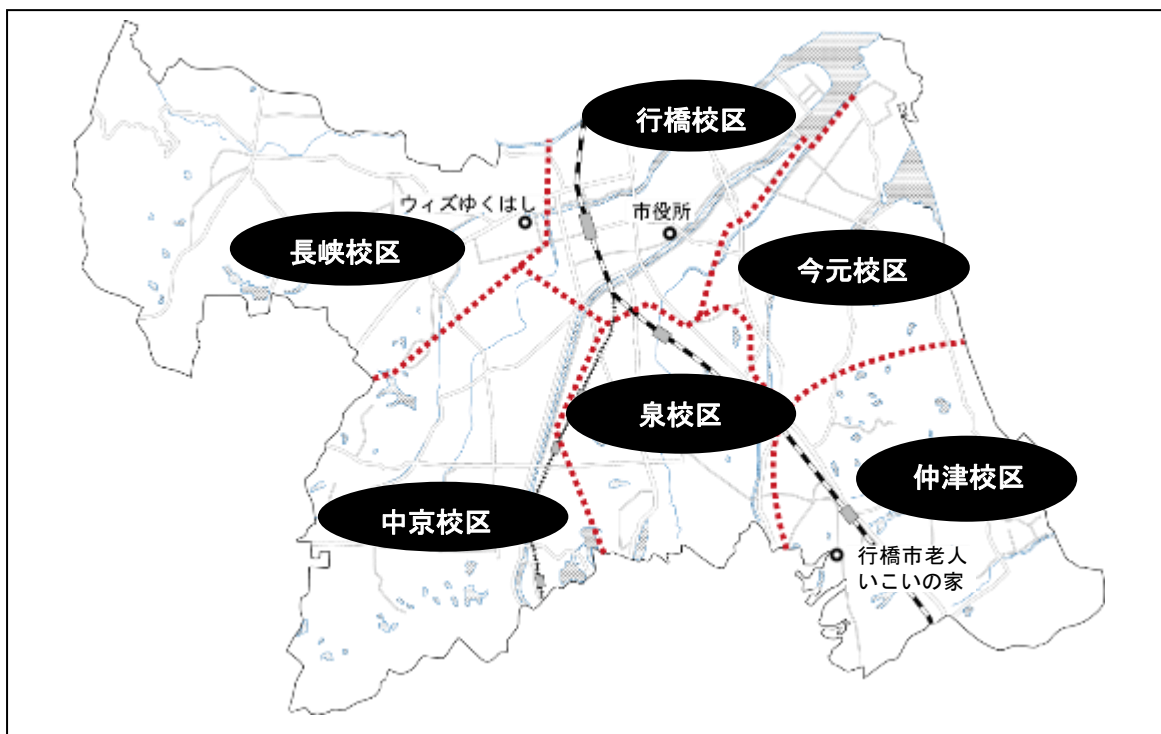 行橋校区
ウィズゆくはし
市役所
長峡校区
今元校区
泉校区
仲津校区
中京校区
行橋市老人
いこいの家